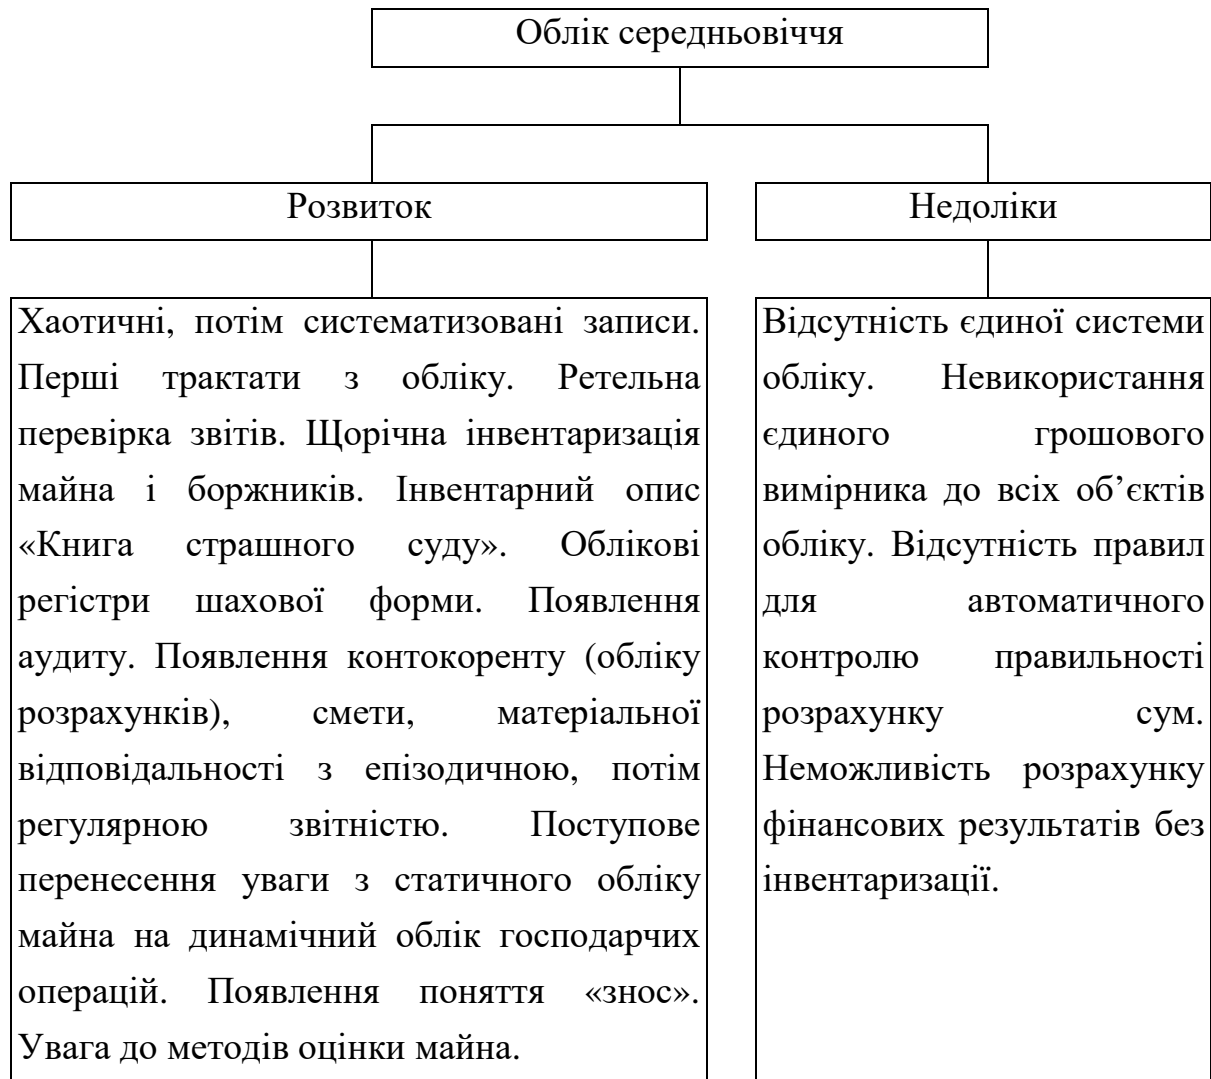 Облік середньовіччя
Розвиток
Недоліки
Хаотичні, потім систематизовані записи.
Перші трактати з обліку. Ретельна
перевірка звітів. Щорічна інвентаризація
майна і боржників. Інвентарний опис
«Книга страшного суду». Облікові
регістри шахової форми. Появлення
аудиту. Появлення контокоренту (обліку
розрахунків), смети, матеріальної
відповідальності з епізодичною, потім
регулярною звітністю. Поступове
перенесення уваги з статичного обліку
майна на динамічний облік господарчих
операцій. Появлення поняття «знос».
Увага до методів оцінки майна.
Відсутність єдиної системи
обліку. Невикористання
єдиного грошового
вимірника до всіх об’єктів
обліку. Відсутність правил
для автоматичного
контролю правильності
розрахунку сум.
Неможливість розрахунку
фінансових результатів без
інвентаризації.